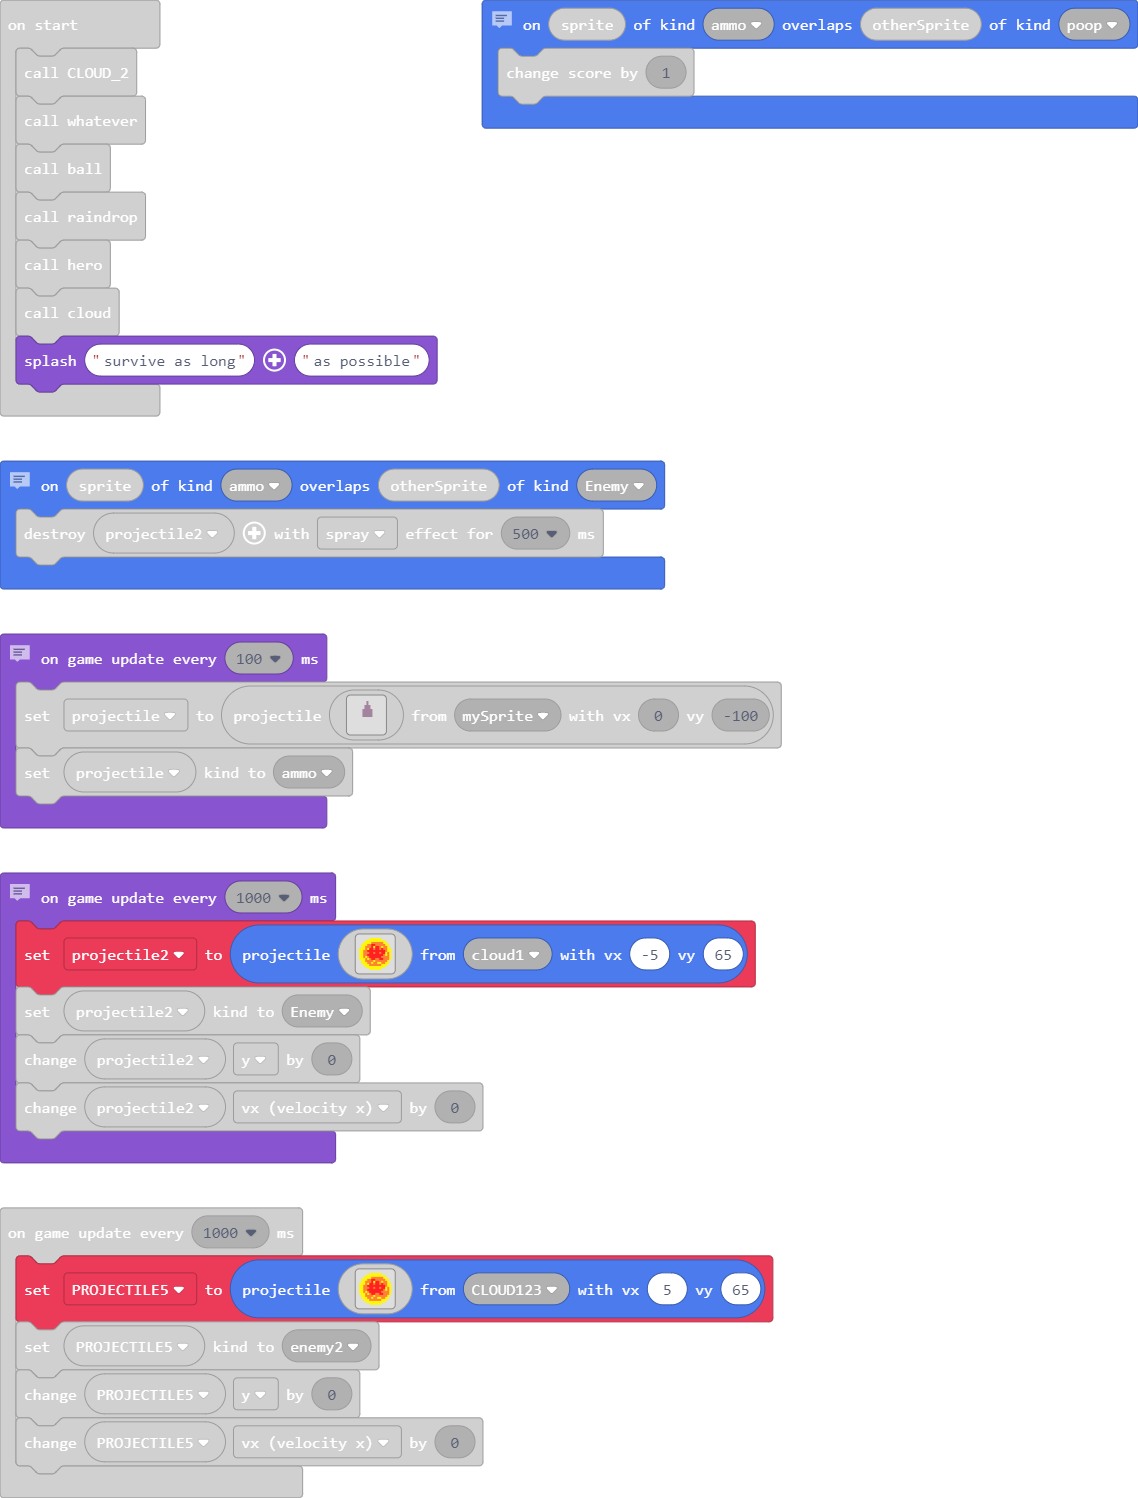 on start
call CLOUD_2
call whatever
call ball
call raindrop
call hero
call cloud
splash "survive as long" "as possible"
on sprite of kind ammo overlaps otherSprite of kind poop
change score by 1
on sprite of kind ammo overlaps otherSprite of kind Enemy
destroy projectile2 with spray effect for 500 ms
on game update every 100 ms
set projectile to projectile from mySprite with vx 0 vy -100
set projectile kind to ammo
on game update every 1000 ms
set projectile2 to projectile from cloud1 with vx -5 vy 65
set projectile2 kind to Enemy
change projectile2 y by 0
change projectile2 vx (velocity x) by 0
on game update every 1000 ms
set PROJECTILE5 to projectile from CLOUD123 with vx 5 vy 65
set PROJECTILE5 kind to enemy2
change PROJECTILE5 y by 0
change PROJECTILE5 vx (velocity x) by 0